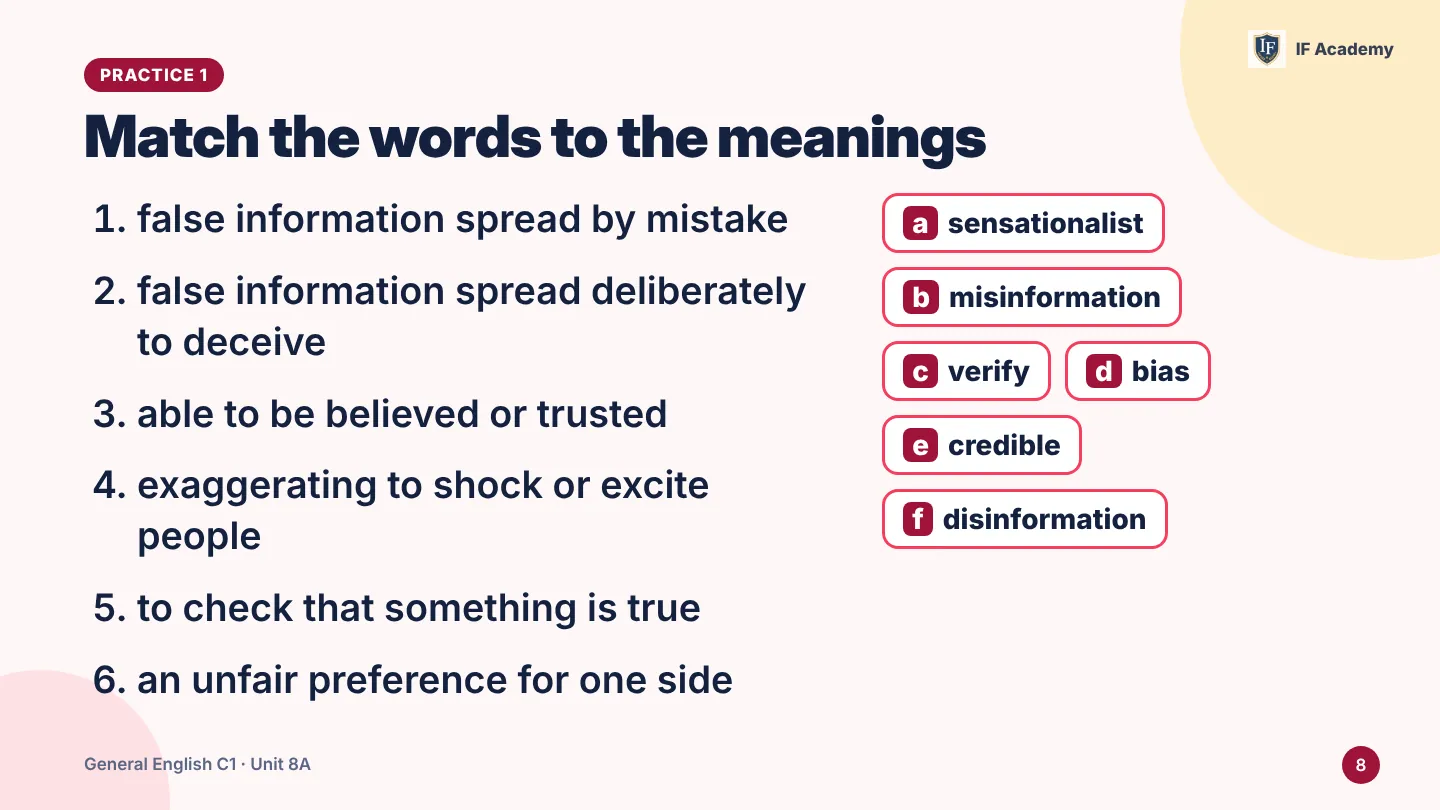 IF
IF Academy
PRACTICE 1
Match the words to the meanings
1. false information spread by mistake
2. false information spread deliberately
to deceive
3. able to be believed or trusted
4. exaggerating to shock or excite
people
5. to check that something is true
6. an unfair preference for one side
a sensationalist
b misinformation
c verify
d bias
e credible
f disinformation
General English C1 · Unit 8A
8